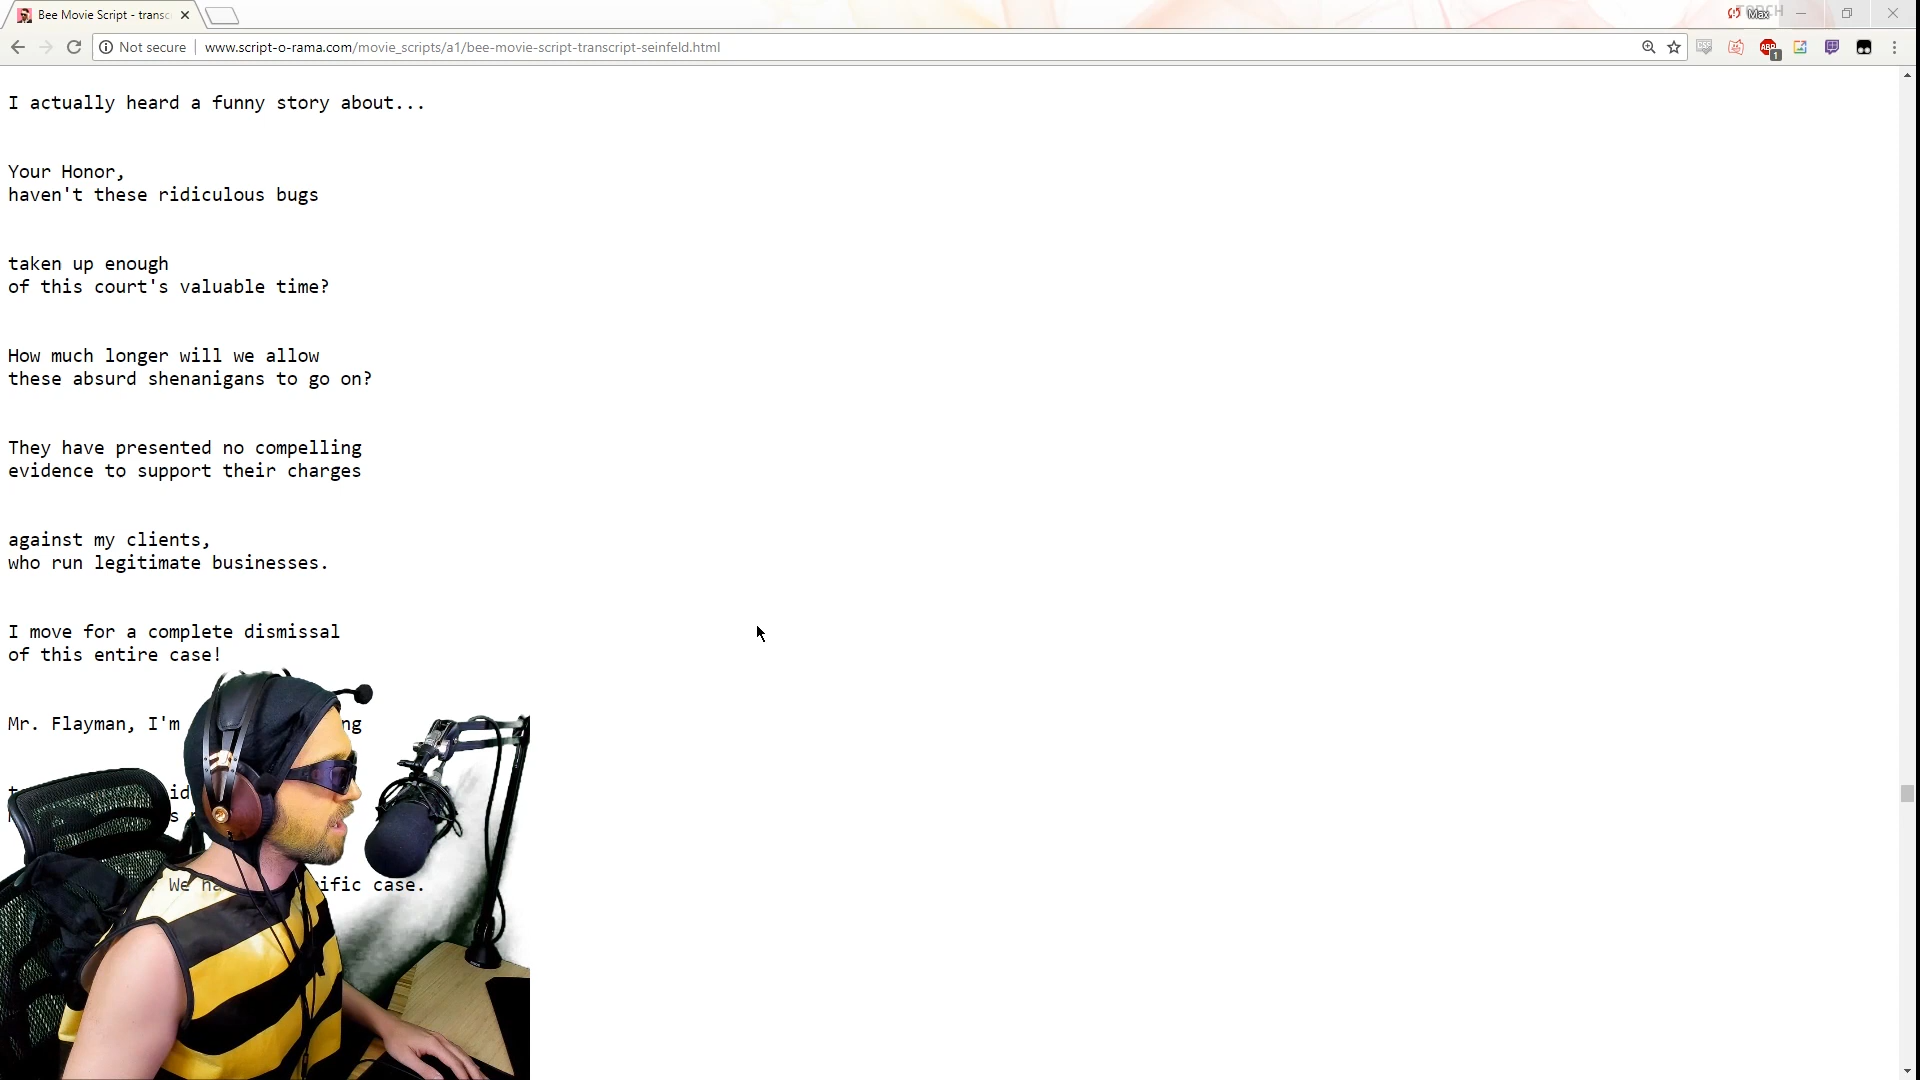 Bee Movie Script - transc
Max
Not secure
www.script-o-rama.com/movie_scripts/a1/bee-movie-script-transcript-seinfeld.html
ABP
1
I actually heard a funny story about...
Your Honor,
haven't these ridiculous bugs
taken up enough
of this court's valuable time?
How much longer will we allow
these absurd shenanigans to go on?
They have presented no compelling
evidence to support their charges
against my clients,
who run legitimate businesses.
I move for a complete dismissal
of this entire case!
Mr. Flayman, I'm
We
case.